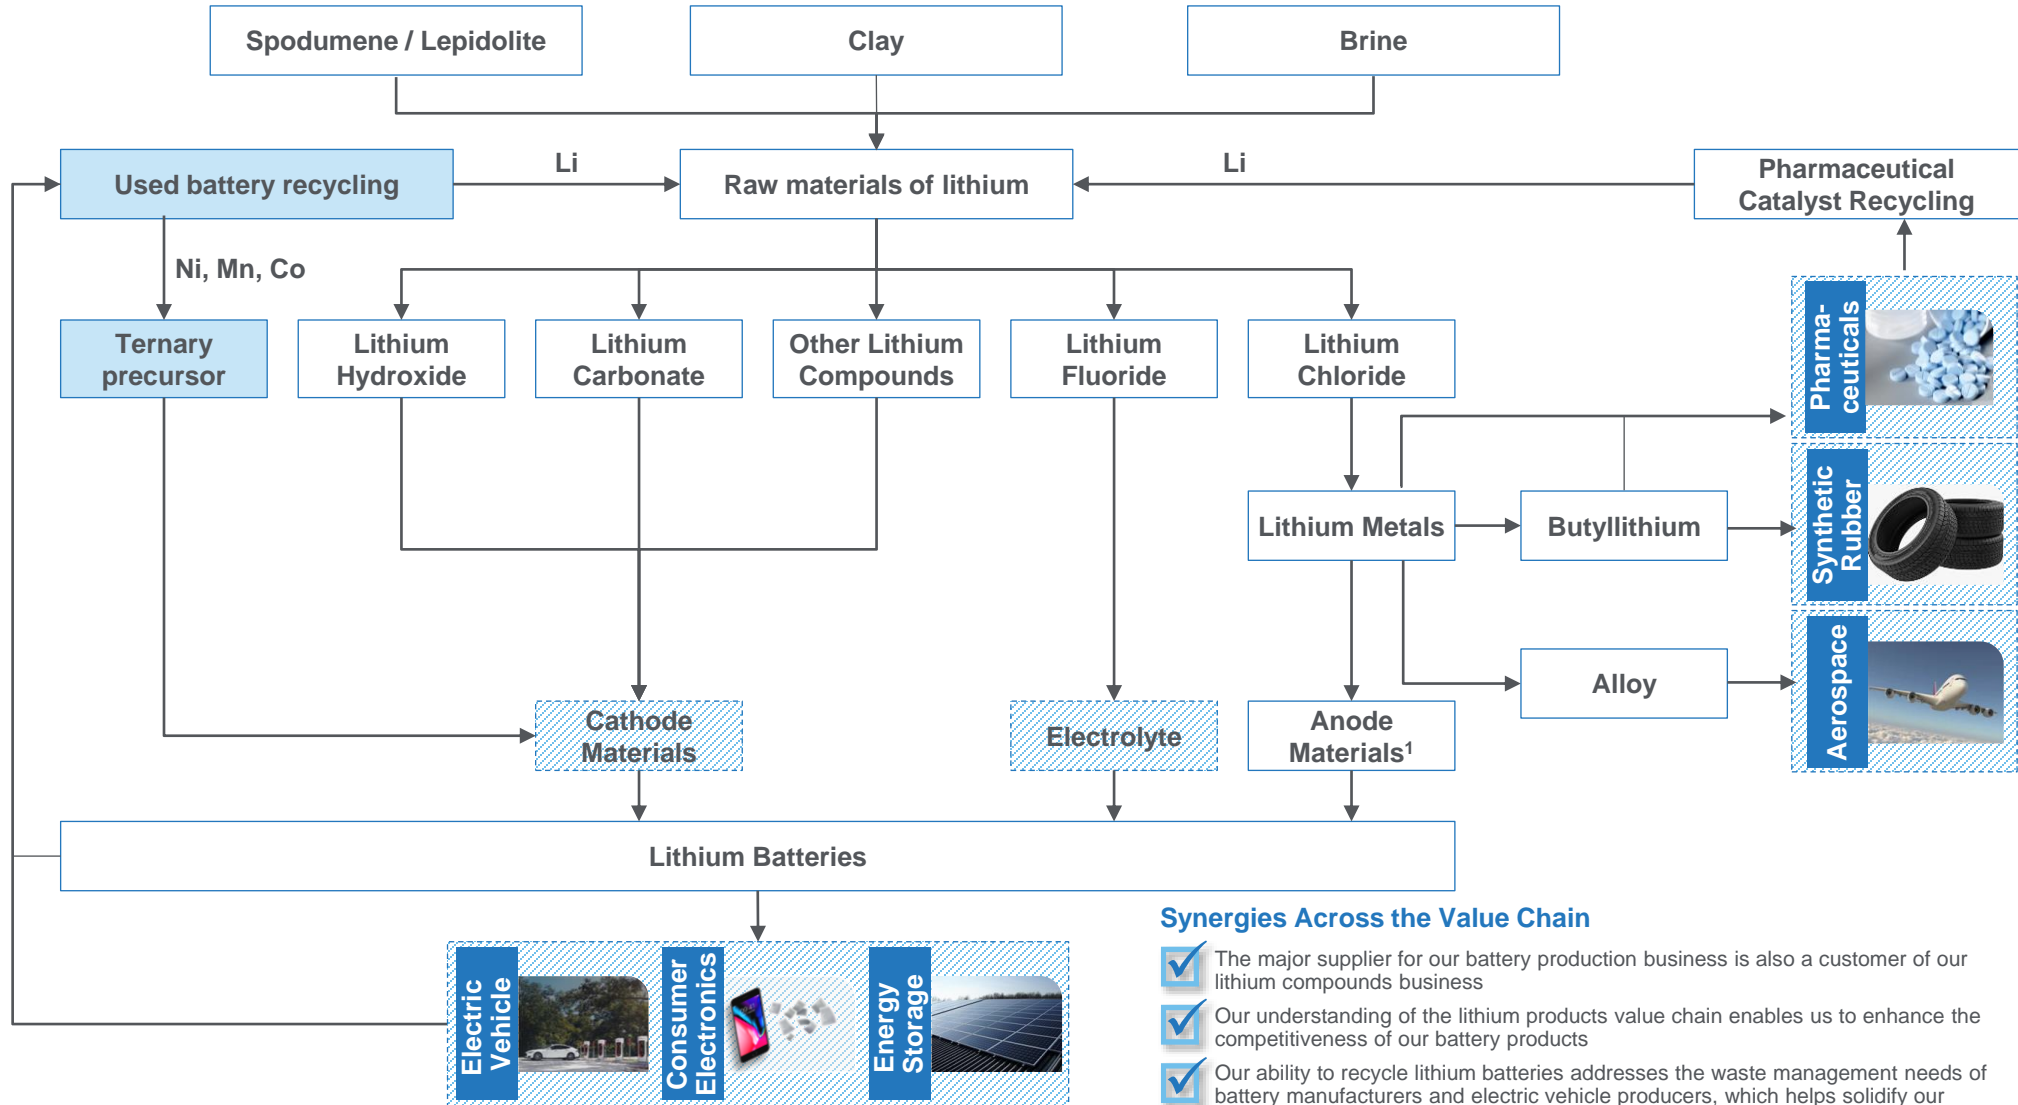 Spodumene / Lepidolite
Clay
Brine
Used battery recycling
Li
Raw materials of lithium
Li
Pharmaceutical
Catalyst Recycling
Ni, Mn, Co
Ternary
precursor
Lithium
Hydroxide
Lithium
Carbonate
Other Lithium
Compounds
Lithium
Fluoride
Lithium
Chloride
Pharma-
ceuticals
Lithium Metals
Butyllithium
Synthetic
Rubber
Alloy
Aerospace
Cathode
Materials
Electrolyte
Anode
Materials¹
Lithium Batteries
Electric
Vehicle
Consumer
Electronics
Energy
Storage
Synergies Across the Value Chain
The major supplier for our battery production business is also a customer of our
lithium compounds business
Our understanding of the lithium products value chain enables us to enhance the
competitiveness of our battery products
Our ability to recycle lithium batteries addresses the waste management needs of
battery manufacturers and electric vehicle producers, which helps solidify our